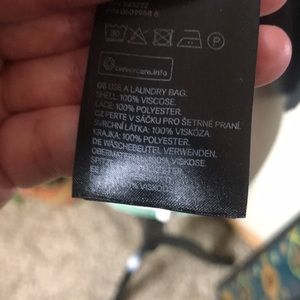 30
clevercare.info
GB USE A LAUNDRY BAG.
SHELL: 100% VISCOSE.
LACE: 100% POLYESTER.
CZ PERTE V SÁČKU PRO ŠETRNÉ PRANÍ.
SVRCHNÍ LÁTKA: 100% VISKÓZA.
KRAJKA: 100% POLYESTER.
DE WÄSCHEBEUTEL VERWENDEN.
OBERMATERIAL: 100% VISKOSE.